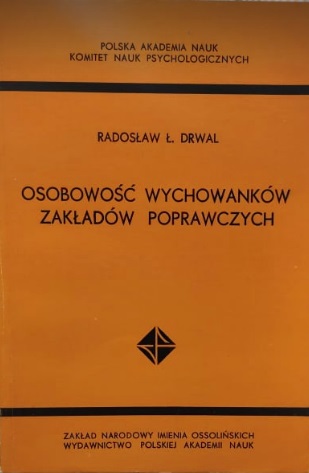 POLSKA AKADEMIA NAUK
KOMITET NAUK PSYCHOLOGICZNYCH
RADOSŁAW Ł. DRWAL
OSOBOWOŚĆ WYCHOWANKÓW
ZAKŁADÓW POPRAWCZYCH
ZAKŁAD NARODOWY IMIENIA OSSOLIŃSKICH
WYDAWNICTWO POLSKIEJ AKADEMII NAUK